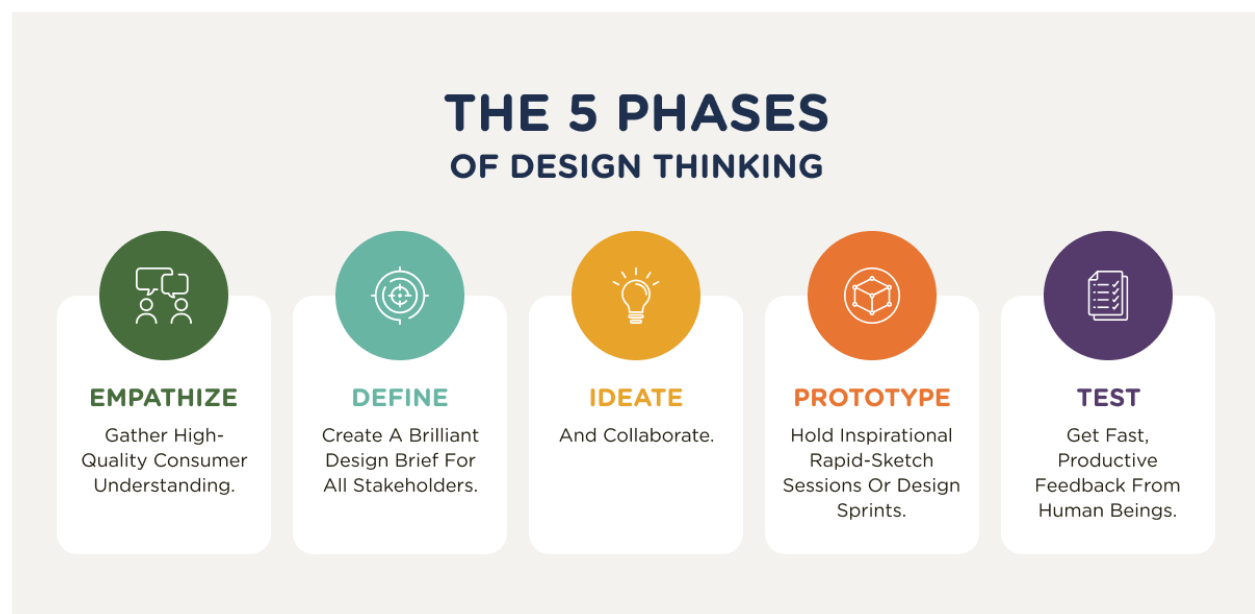 THE 5 PHASES
OF DESIGN THINKING
EMPATHIZE
Gather High-
Quality Consumer
Understanding.
DEFINE
Create A Brilliant
Design Brief For
All Stakeholders.
IDEATE
And Collaborate.
PROTOTYPE
Hold Inspirational
Rapid-Sketch
Sessions Or Design
Sprints.
TEST
Get Fast,
Productive
Feedback From
Human Beings.